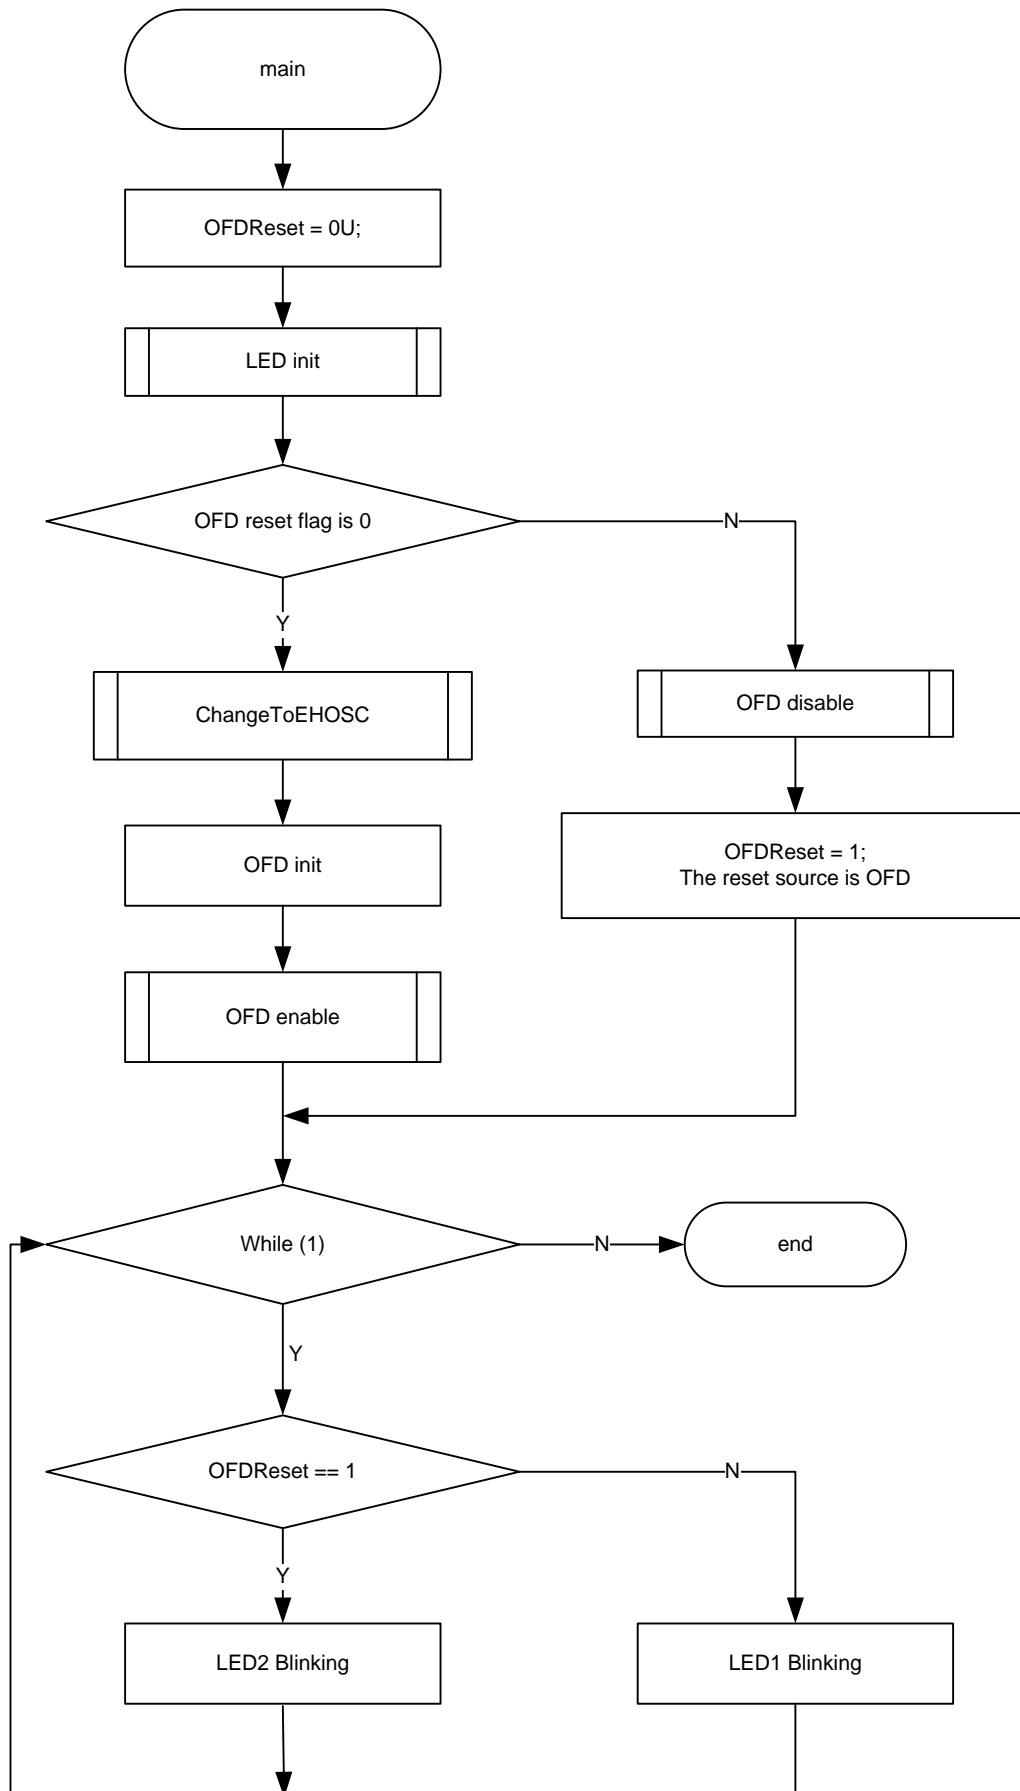 main
OFDReset = 0U;
LED init
OFD reset flag is 0
N
Y
ChangeToEHOSC
OFD disable
OFD init
OFDReset = 1;
The reset source is OFD
OFD enable
While (1)
N
end
Y
OFDReset == 1
N
Y
LED2 Blinking
LED1 Blinking